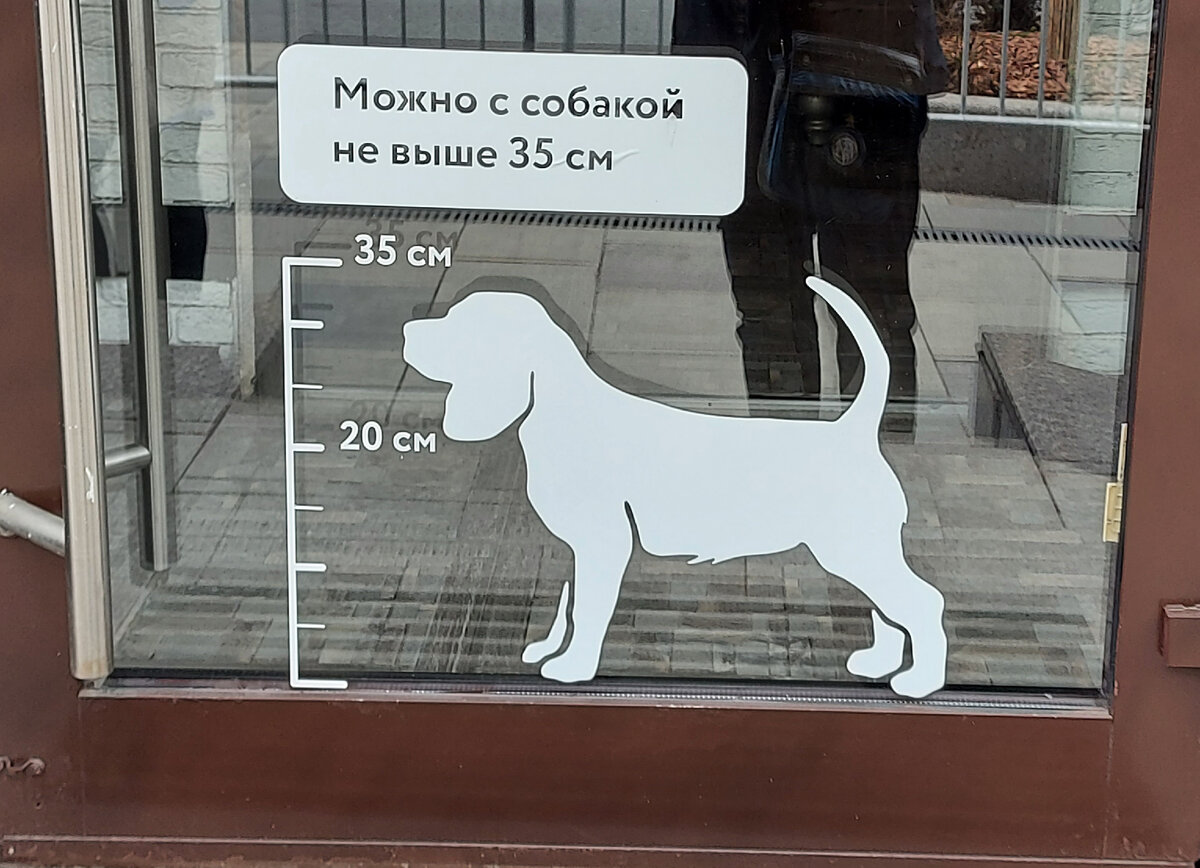 Можно с собакой
не выше 35 см
35 см
20 см